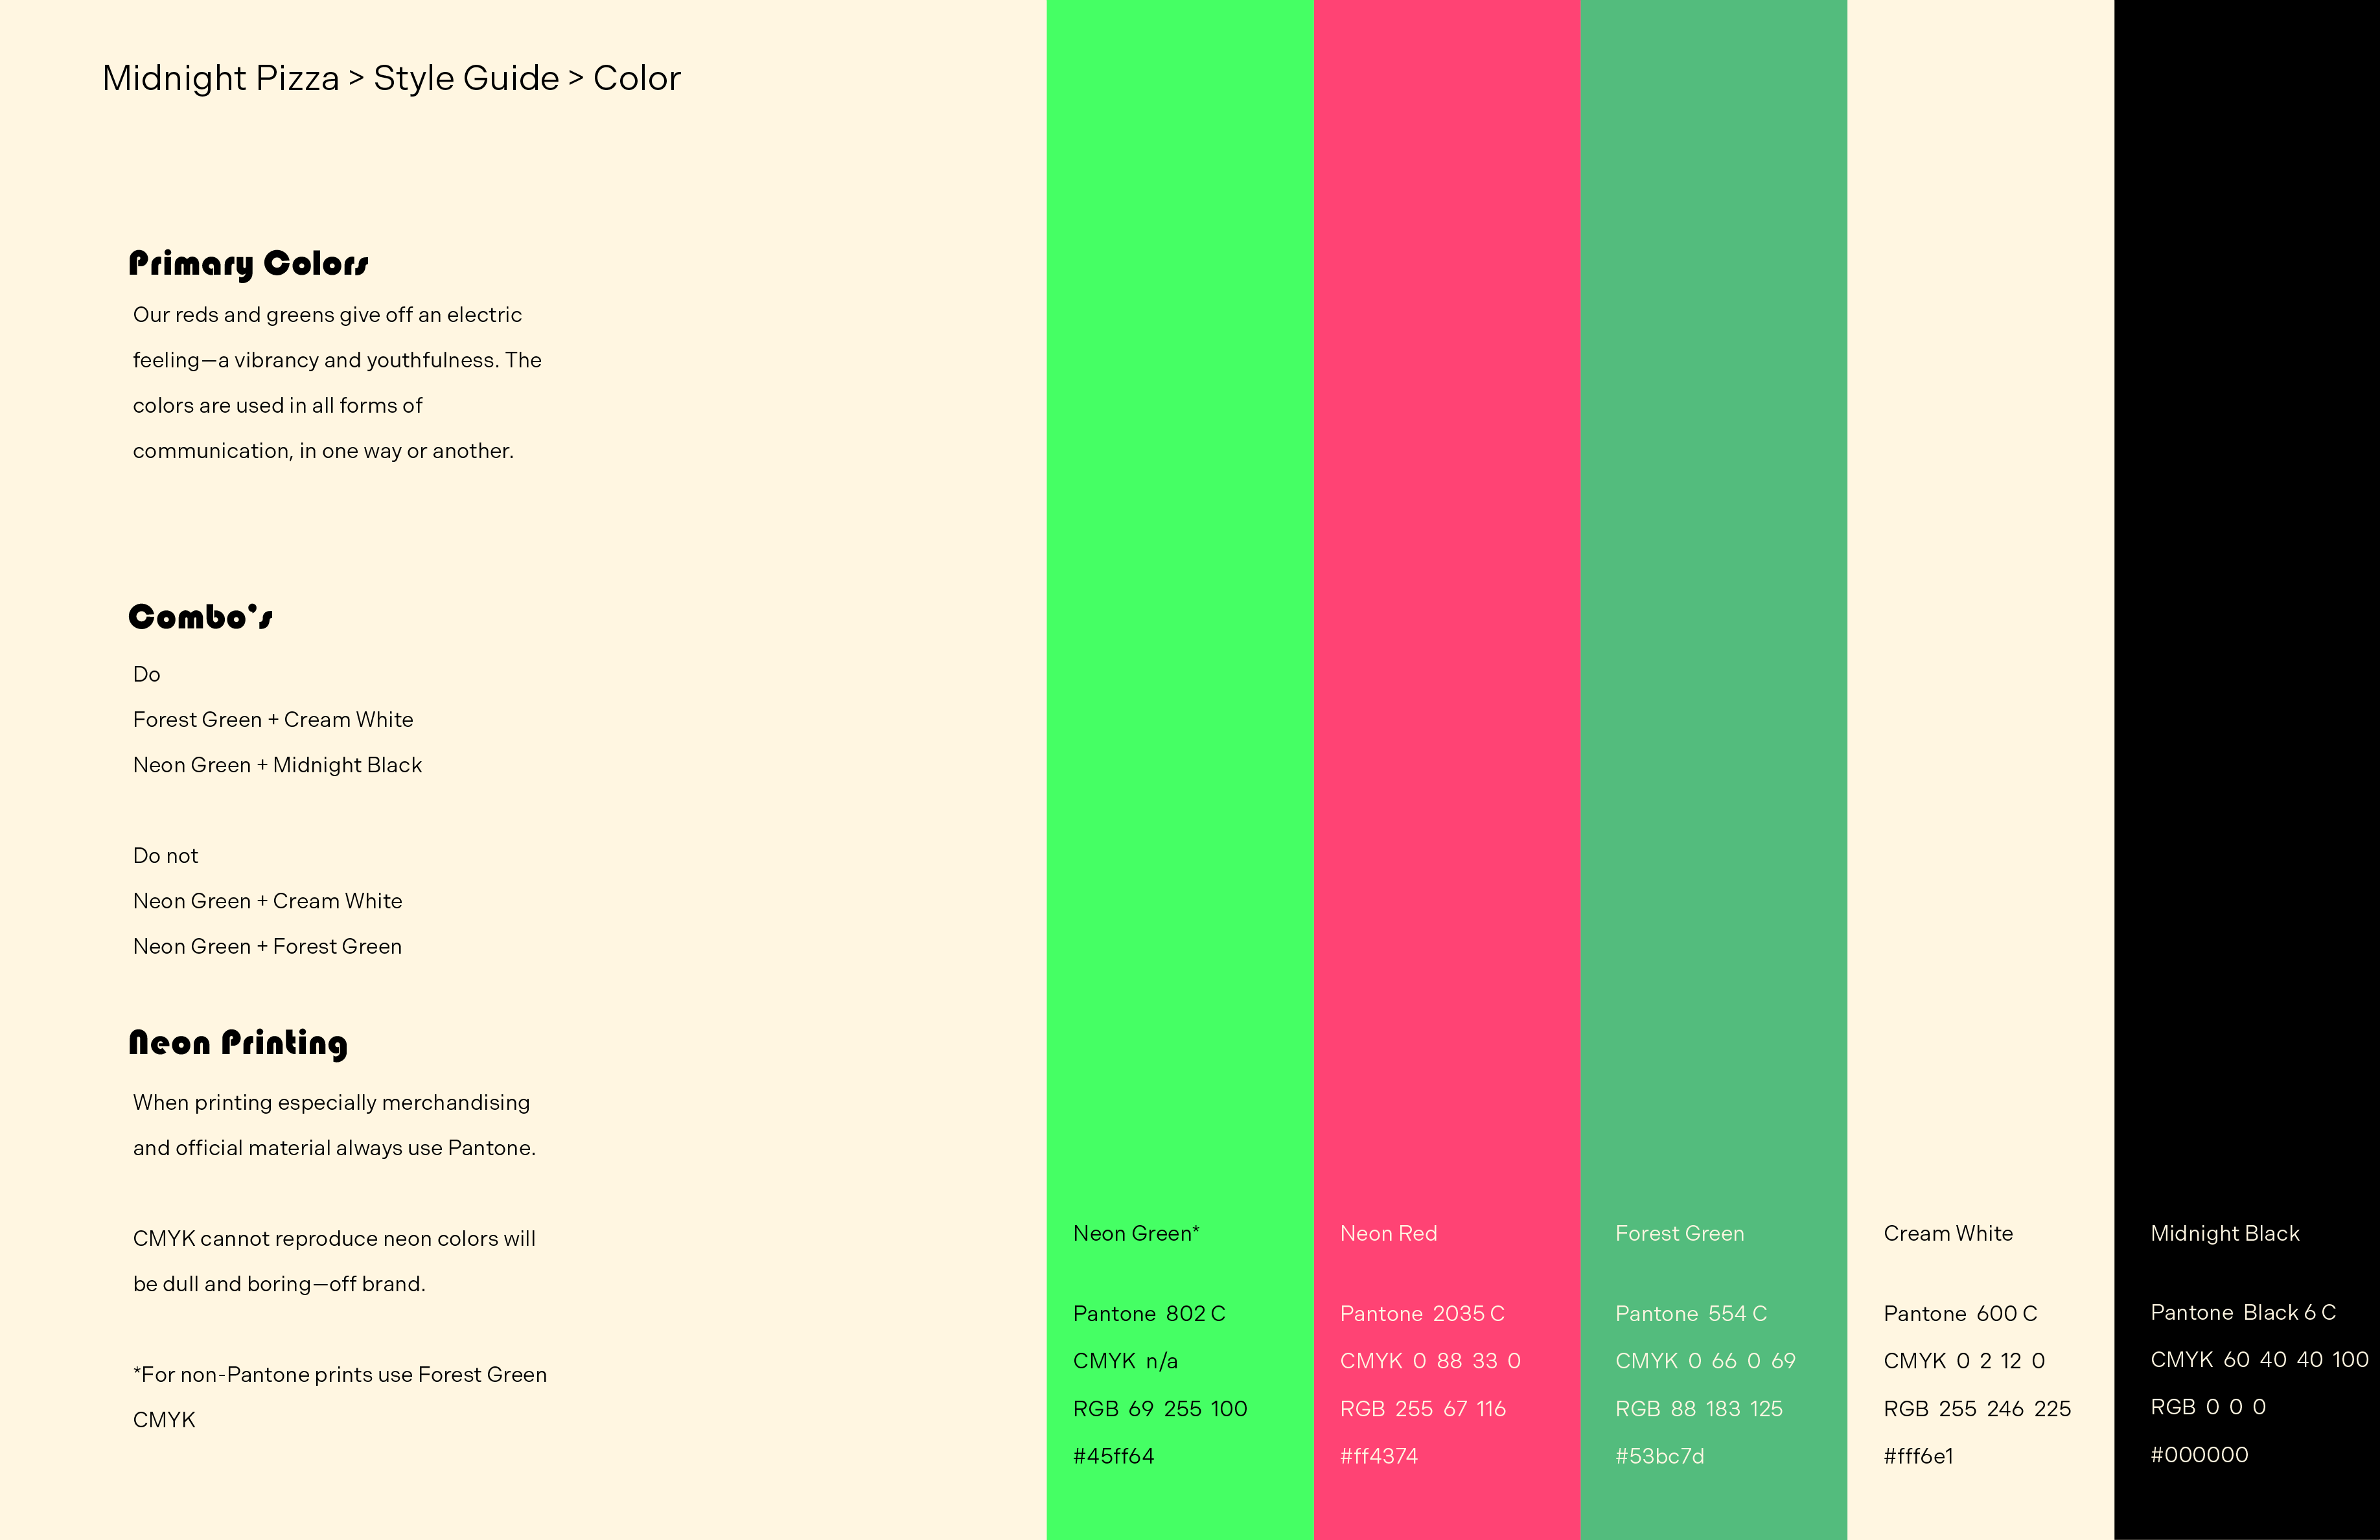 Midnight Pizza > Style Guide > Color
Primary Colors
Our reds and greens give off an electric
feeling—a vibrancy and youthfulness. The
colors are used in all forms of
communication, in one way or another.
Combo's
Do
Forest Green + Cream White
Neon Green + Midnight Black
Do not
Neon Green + Cream White
Neon Green + Forest Green
Neon Printing
When printing especially merchandising
and official material always use Pantone.
CMYK cannot reproduce neon colors will
be dull and boring—off brand.
*For non-Pantone prints use Forest Green
CMYK
Neon Green*
Pantone 802 C
CMYK n/a
RGB 69 255 100
#45ff64
Neon Red
Pantone 2035 C
CMYK 0 88 33 0
RGB 255 67 116
#ff4374
Forest Green
Pantone 554 C
CMYK 0 66 0 69
RGB 88 183 125
#53bc7d
Cream White
Pantone 600 C
CMYK 0 2 12 0
RGB 255 246 225
#fff6e1
Midnight Black
Pantone Black 6 C
CMYK 60 40 40 100
RGB 0 0 0
#000000